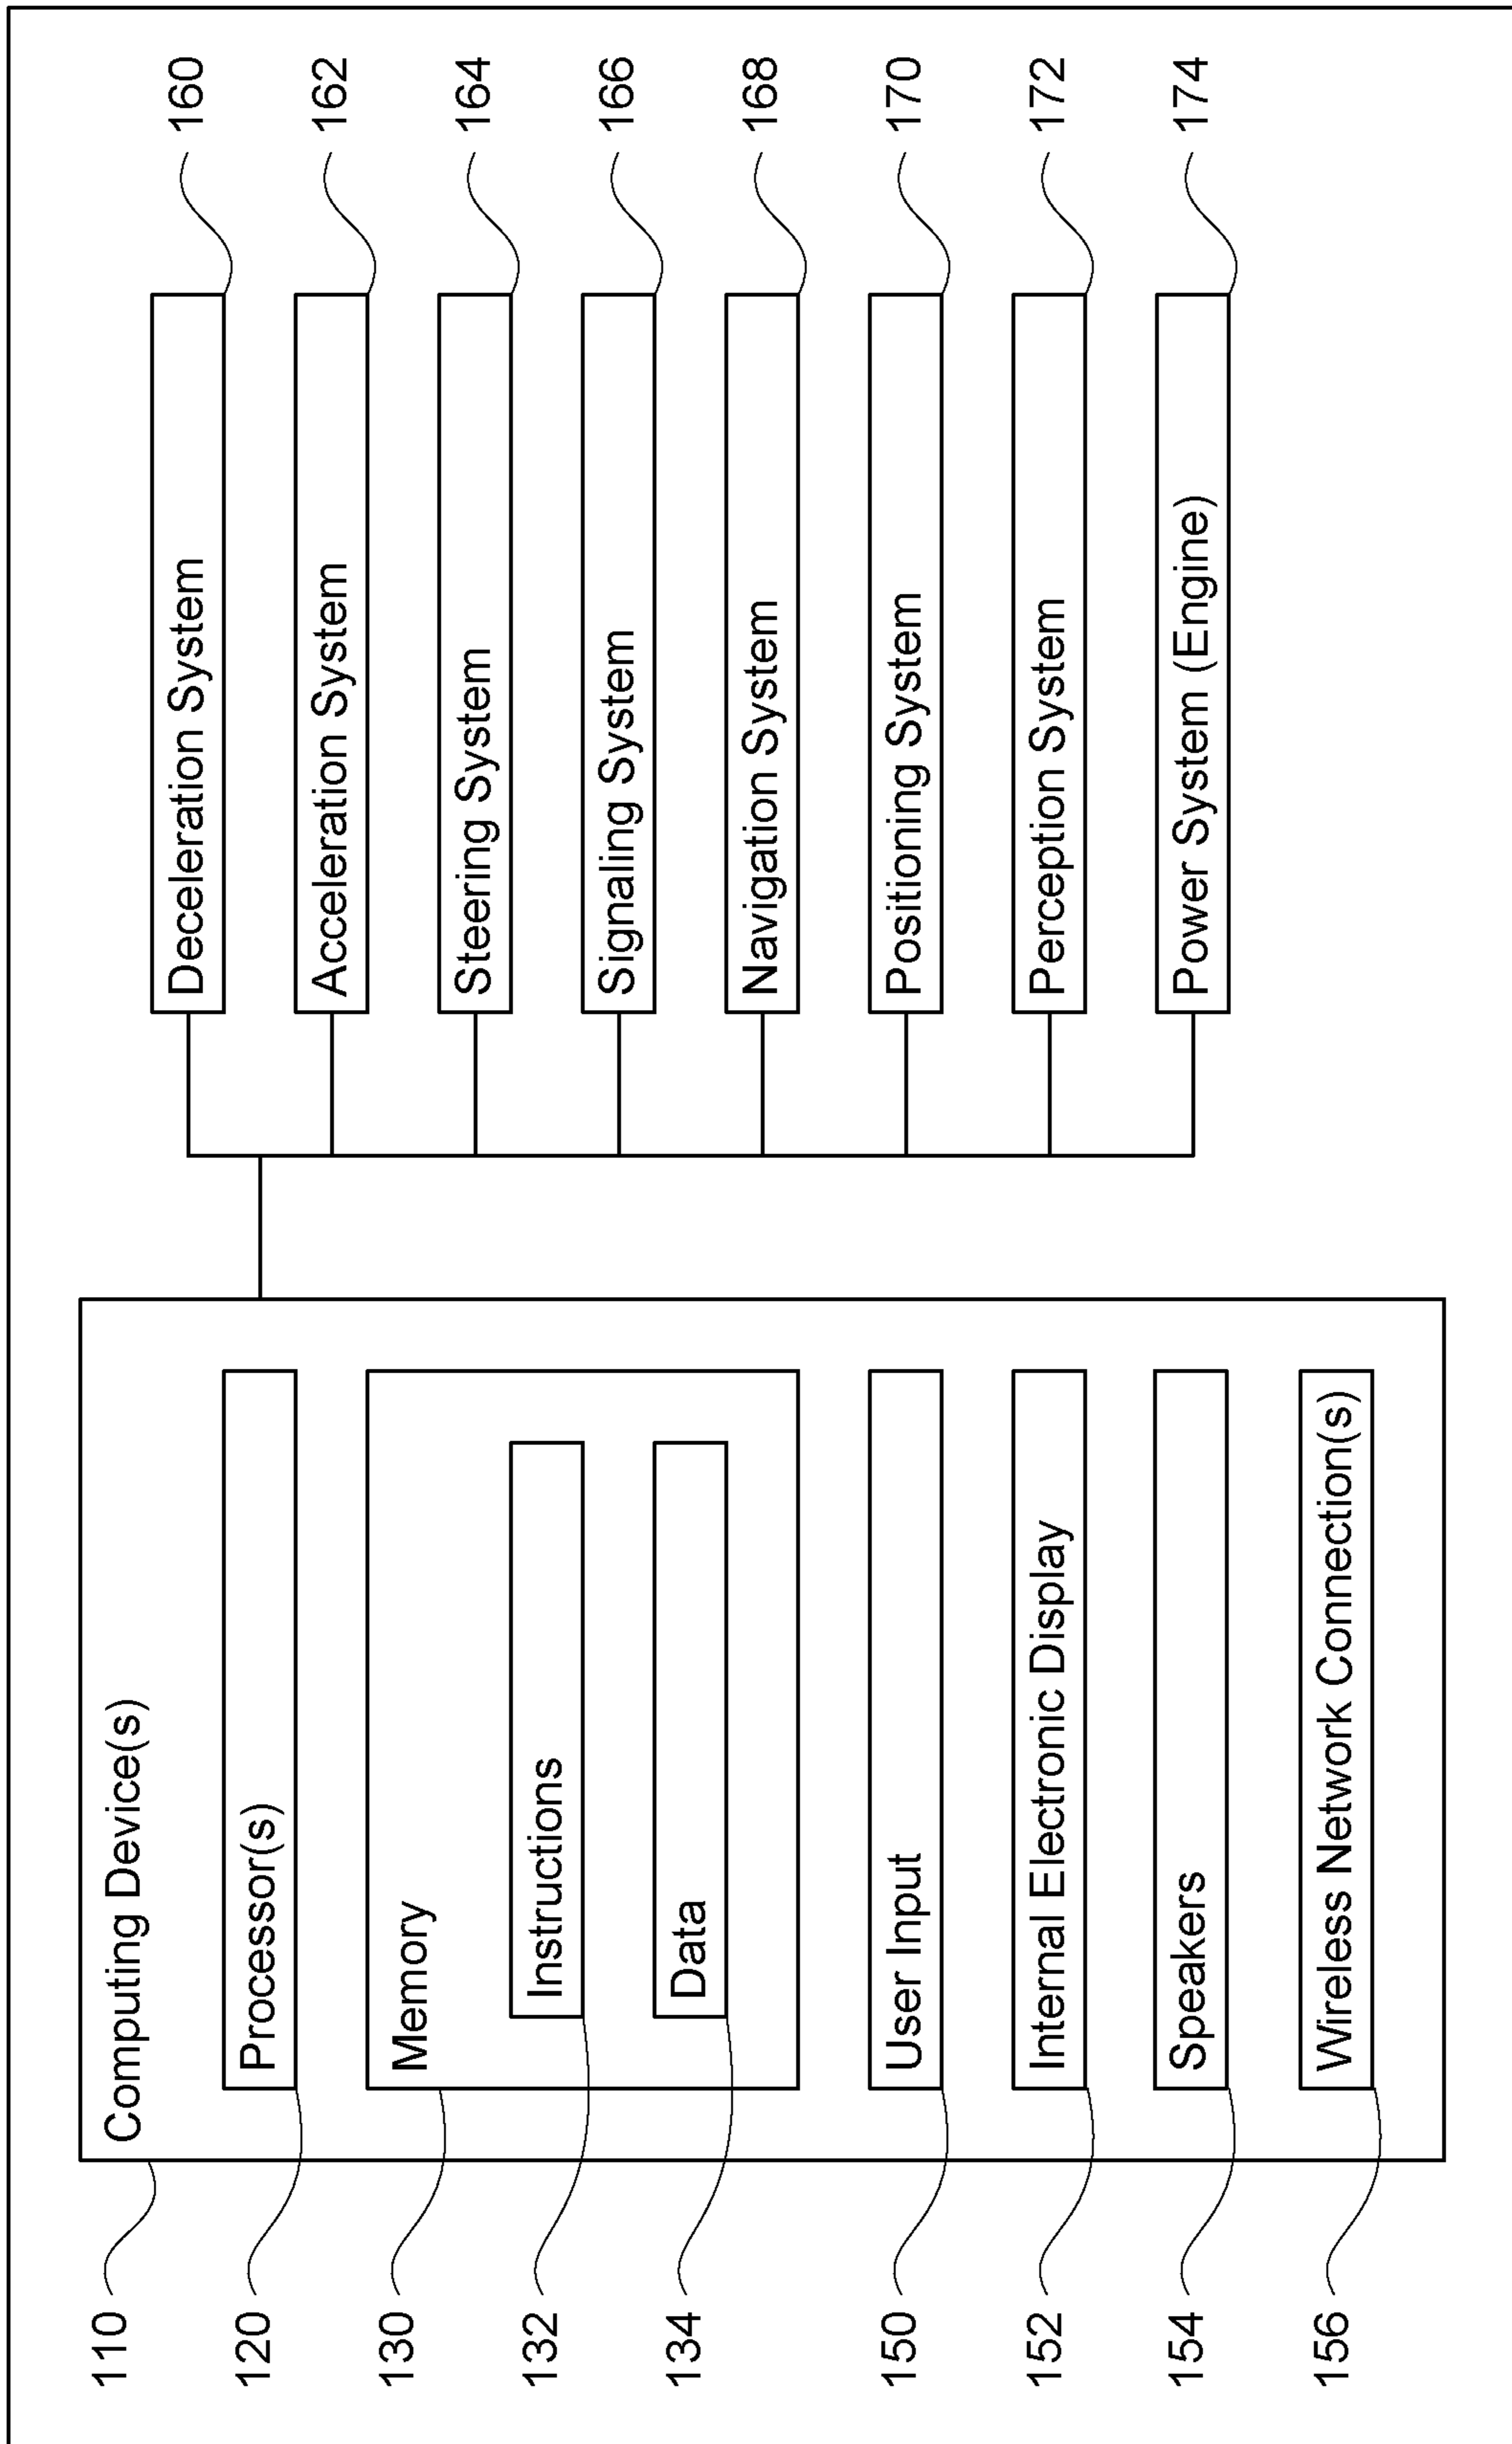 110
Computing Device(s)
120
Processor(s)
130
Memory
132
Instructions
134
Data
150
User Input
152
Internal Electronic Display
154
Speakers
156
Wireless Network Connection(s)
Deceleration System
160
Acceleration System
162
Steering System
164
Signaling System
166
Navigation System
168
Positioning System
170
Perception System
172
Power System (Engine)
174